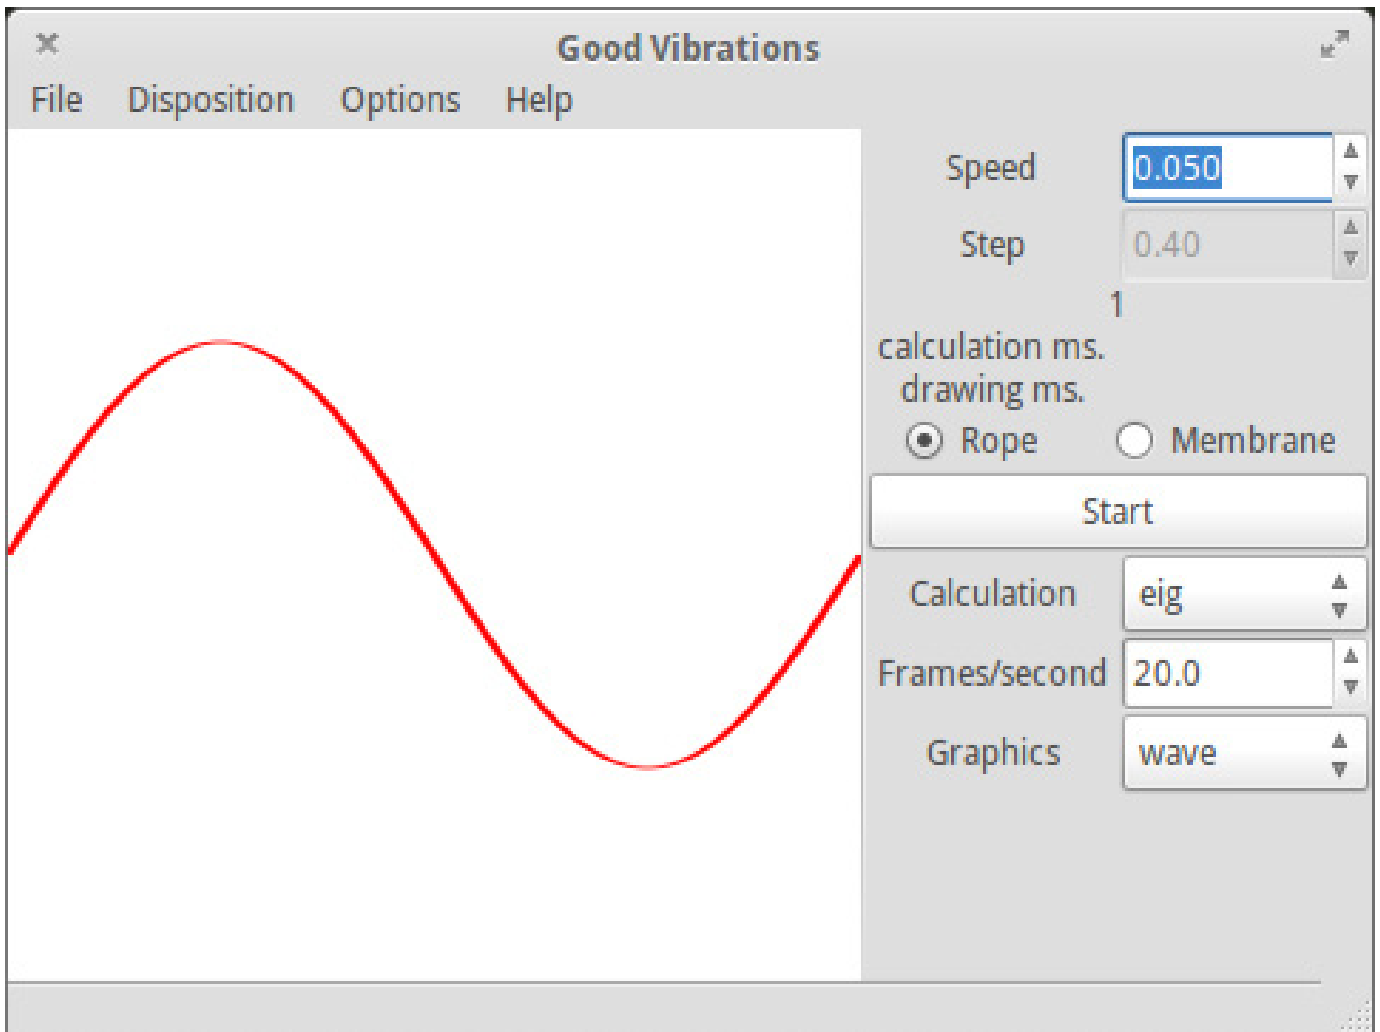 Good Vibrations
File Disposition Options Help
Speed 0.050
Step 0.40
1
calculation ms.
drawing ms.
Rope Membrane
Start
Calculation eig
Frames/second 20.0
Graphics wave